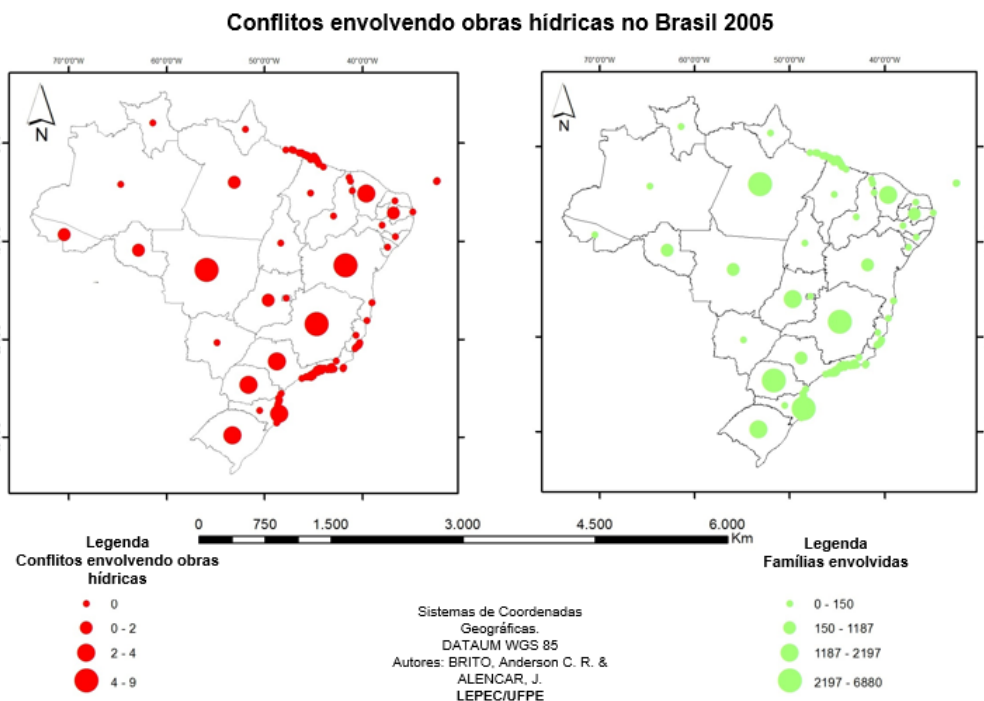 Conflitos envolvendo obras hídricas no Brasil 2005
70°0'0"W 60°0'0"W 50°0'0"W 40°0'0"W
70°0'0"W 60°0'0"W 50°0'0"W 40°0'0"W
N
N
0 750 1.500 3.000 4.500 6.000
Km
Legenda
Conflitos envolvendo obras
hídricas
0
0 - 2
2 - 4
4 - 9
Sistemas de Coordenadas
Geográficas.
DATAUM WGS 85
Autores: BRITO, Anderson C. R. &
ALENCAR, J.
LEPEC/UFPE
Legenda
Famílias envolvidas
0 - 150
150 - 1187
1187 - 2197
2197 - 6880